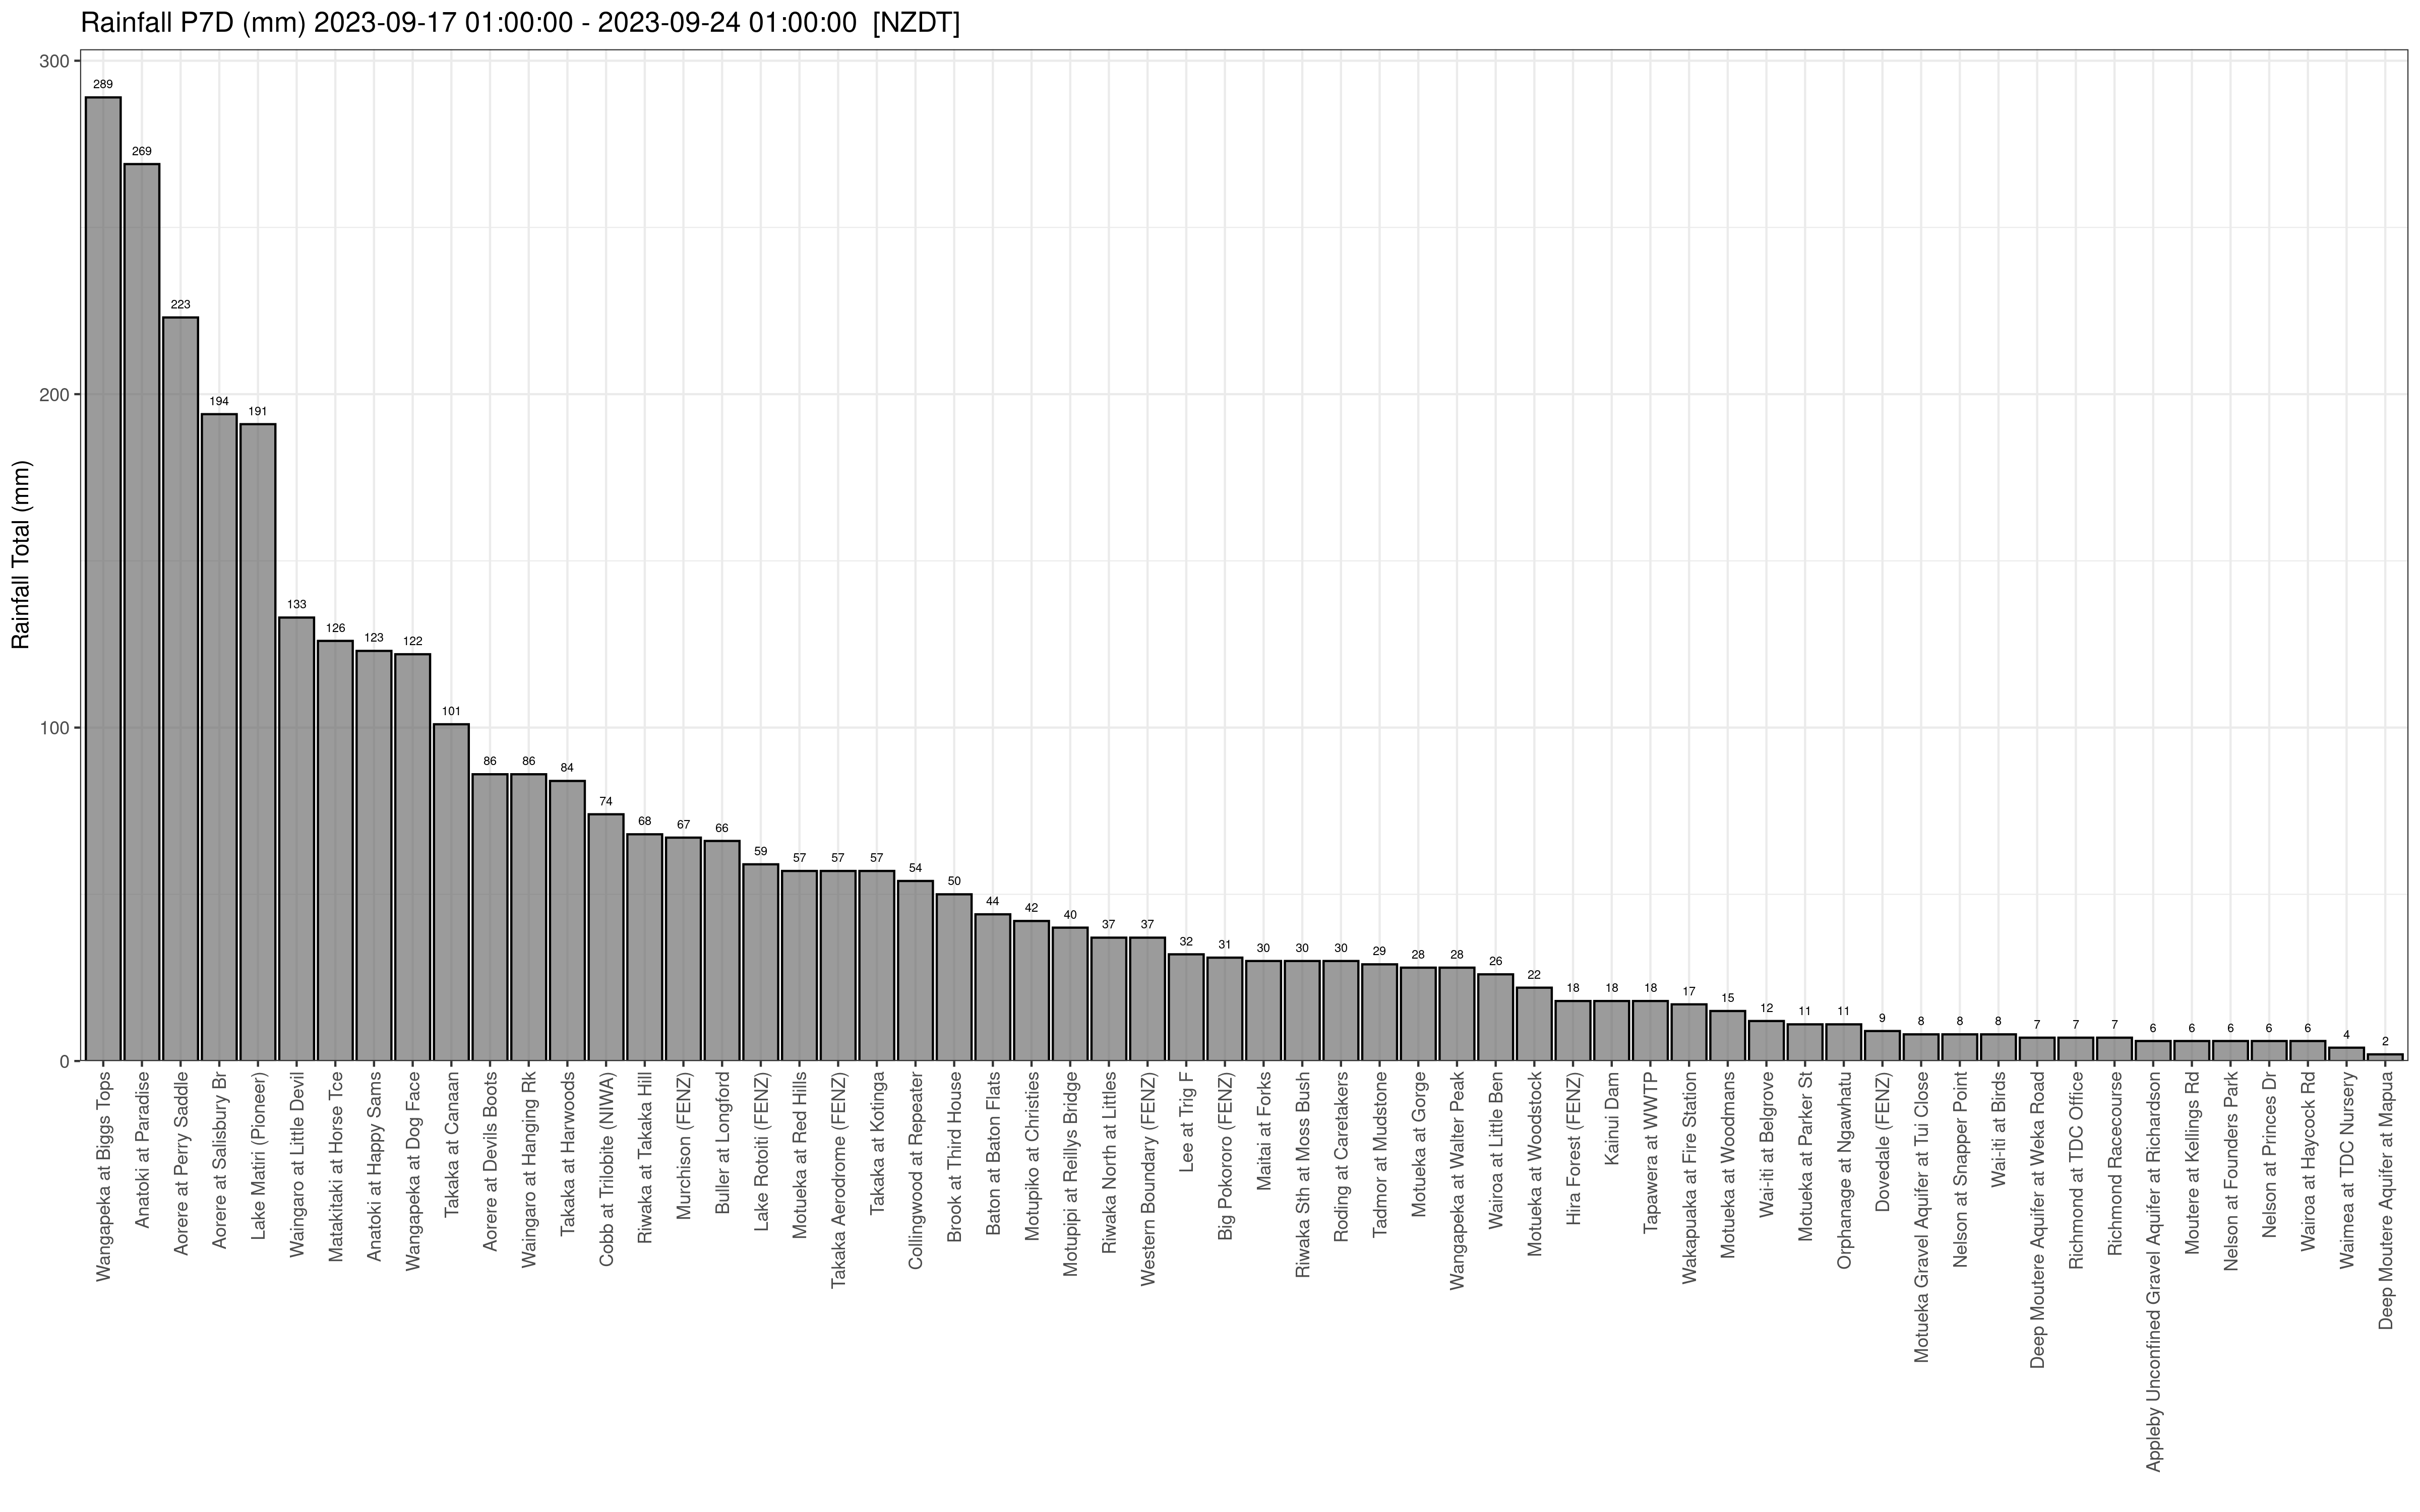 Rainfall P7D (mm) 2023-09-17 01:00:00 - 2023-09-24 01:00:00  [NZDT]
Rainfall Total (mm)
300
200
100
0
289
269
223
194
191
133
126
123
122
101
86
86
84
74
68
67
66
59
57
57
57
54
50
44
42
40
37
37
32
31
30
30
30
29
28
28
26
22
18
18
18
17
15
12
11
11
9
8
8
8
7
7
7
6
6
6
6
6
4
2
Wangapeka at Biggs Tops
Anatoki at Paradise
Aorere at Perry Saddle
Aorere at Salisbury Br
Lake Matiri (Pioneer)
Waingaro at Little Devil
Matakitaki at Horse Tce
Anatoki at Happy Sams
Wangapeka at Dog Face
Takaka at Canaan
Aorere at Devils Boots
Waingaro at Hanging Rk
Takaka at Harwoods
Cobb at Trilobite (NIWA)
Riwaka at Takaka Hill
Murchison (FENZ)
Buller at Longford
Lake Rotoiti (FENZ)
Motueka at Red Hills
Takaka Aerodrome (FENZ)
Takaka at Kotinga
Collingwood at Repeater
Brook at Third House
Baton at Baton Flats
Motupiko at Christies
Motupipi at Reillys Bridge
Riwaka North at Littles
Western Boundary (FENZ)
Lee at Trig F
Big Pokororo (FENZ)
Maitai at Forks
Riwaka Sth at Moss Bush
Roding at Caretakers
Tadmor at Mudstone
Motueka at Gorge
Wangapeka at Walter Peak
Wairoa at Little Ben
Motueka at Woodstock
Hira Forest (FENZ)
Kainui Dam
Tapawera at WWTP
Wakapuaka at Fire Station
Motueka at Woodmans
Wai-iti at Belgrove
Motueka at Parker St
Orphanage at Ngawhatu
Dovedale (FENZ)
Motueka Gravel Aquifer at Tui Close
Nelson at Snapper Point
Wai-iti at Birds
Deep Moutere Aquifer at Weka Road
Richmond at TDC Office
Richmond Racecourse
Appleby Unconfined Gravel Aquifer at Richardson
Moutere at Kellings Rd
Nelson at Founders Park
Nelson at Princes Dr
Wairoa at Haycock Rd
Waimea at TDC Nursery
Deep Moutere Aquifer at Mapua